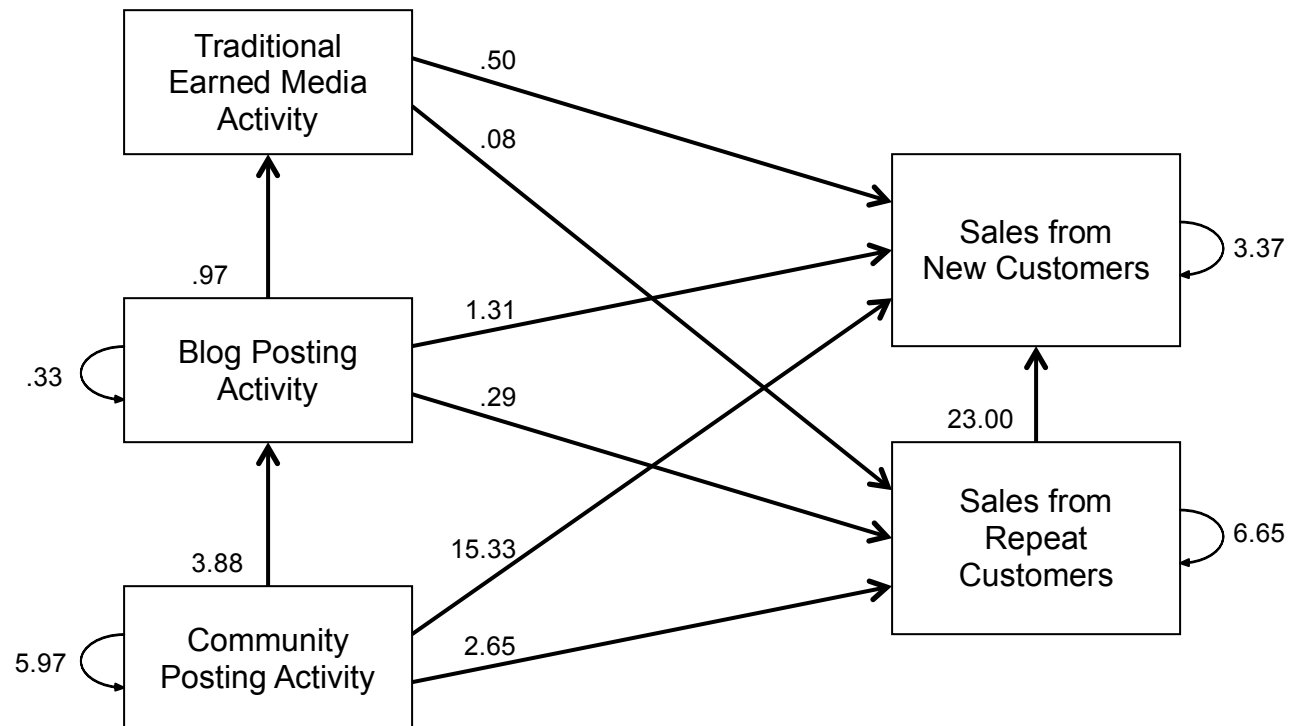 Traditional
Earned Media
Activity
.50
.08
Sales from
New Customers
3.37
.97
1.31
Blog Posting
Activity
.33
.29
23.00
Sales from
Repeat
Customers
6.65
3.88
15.33
Community
Posting Activity
5.97
2.65